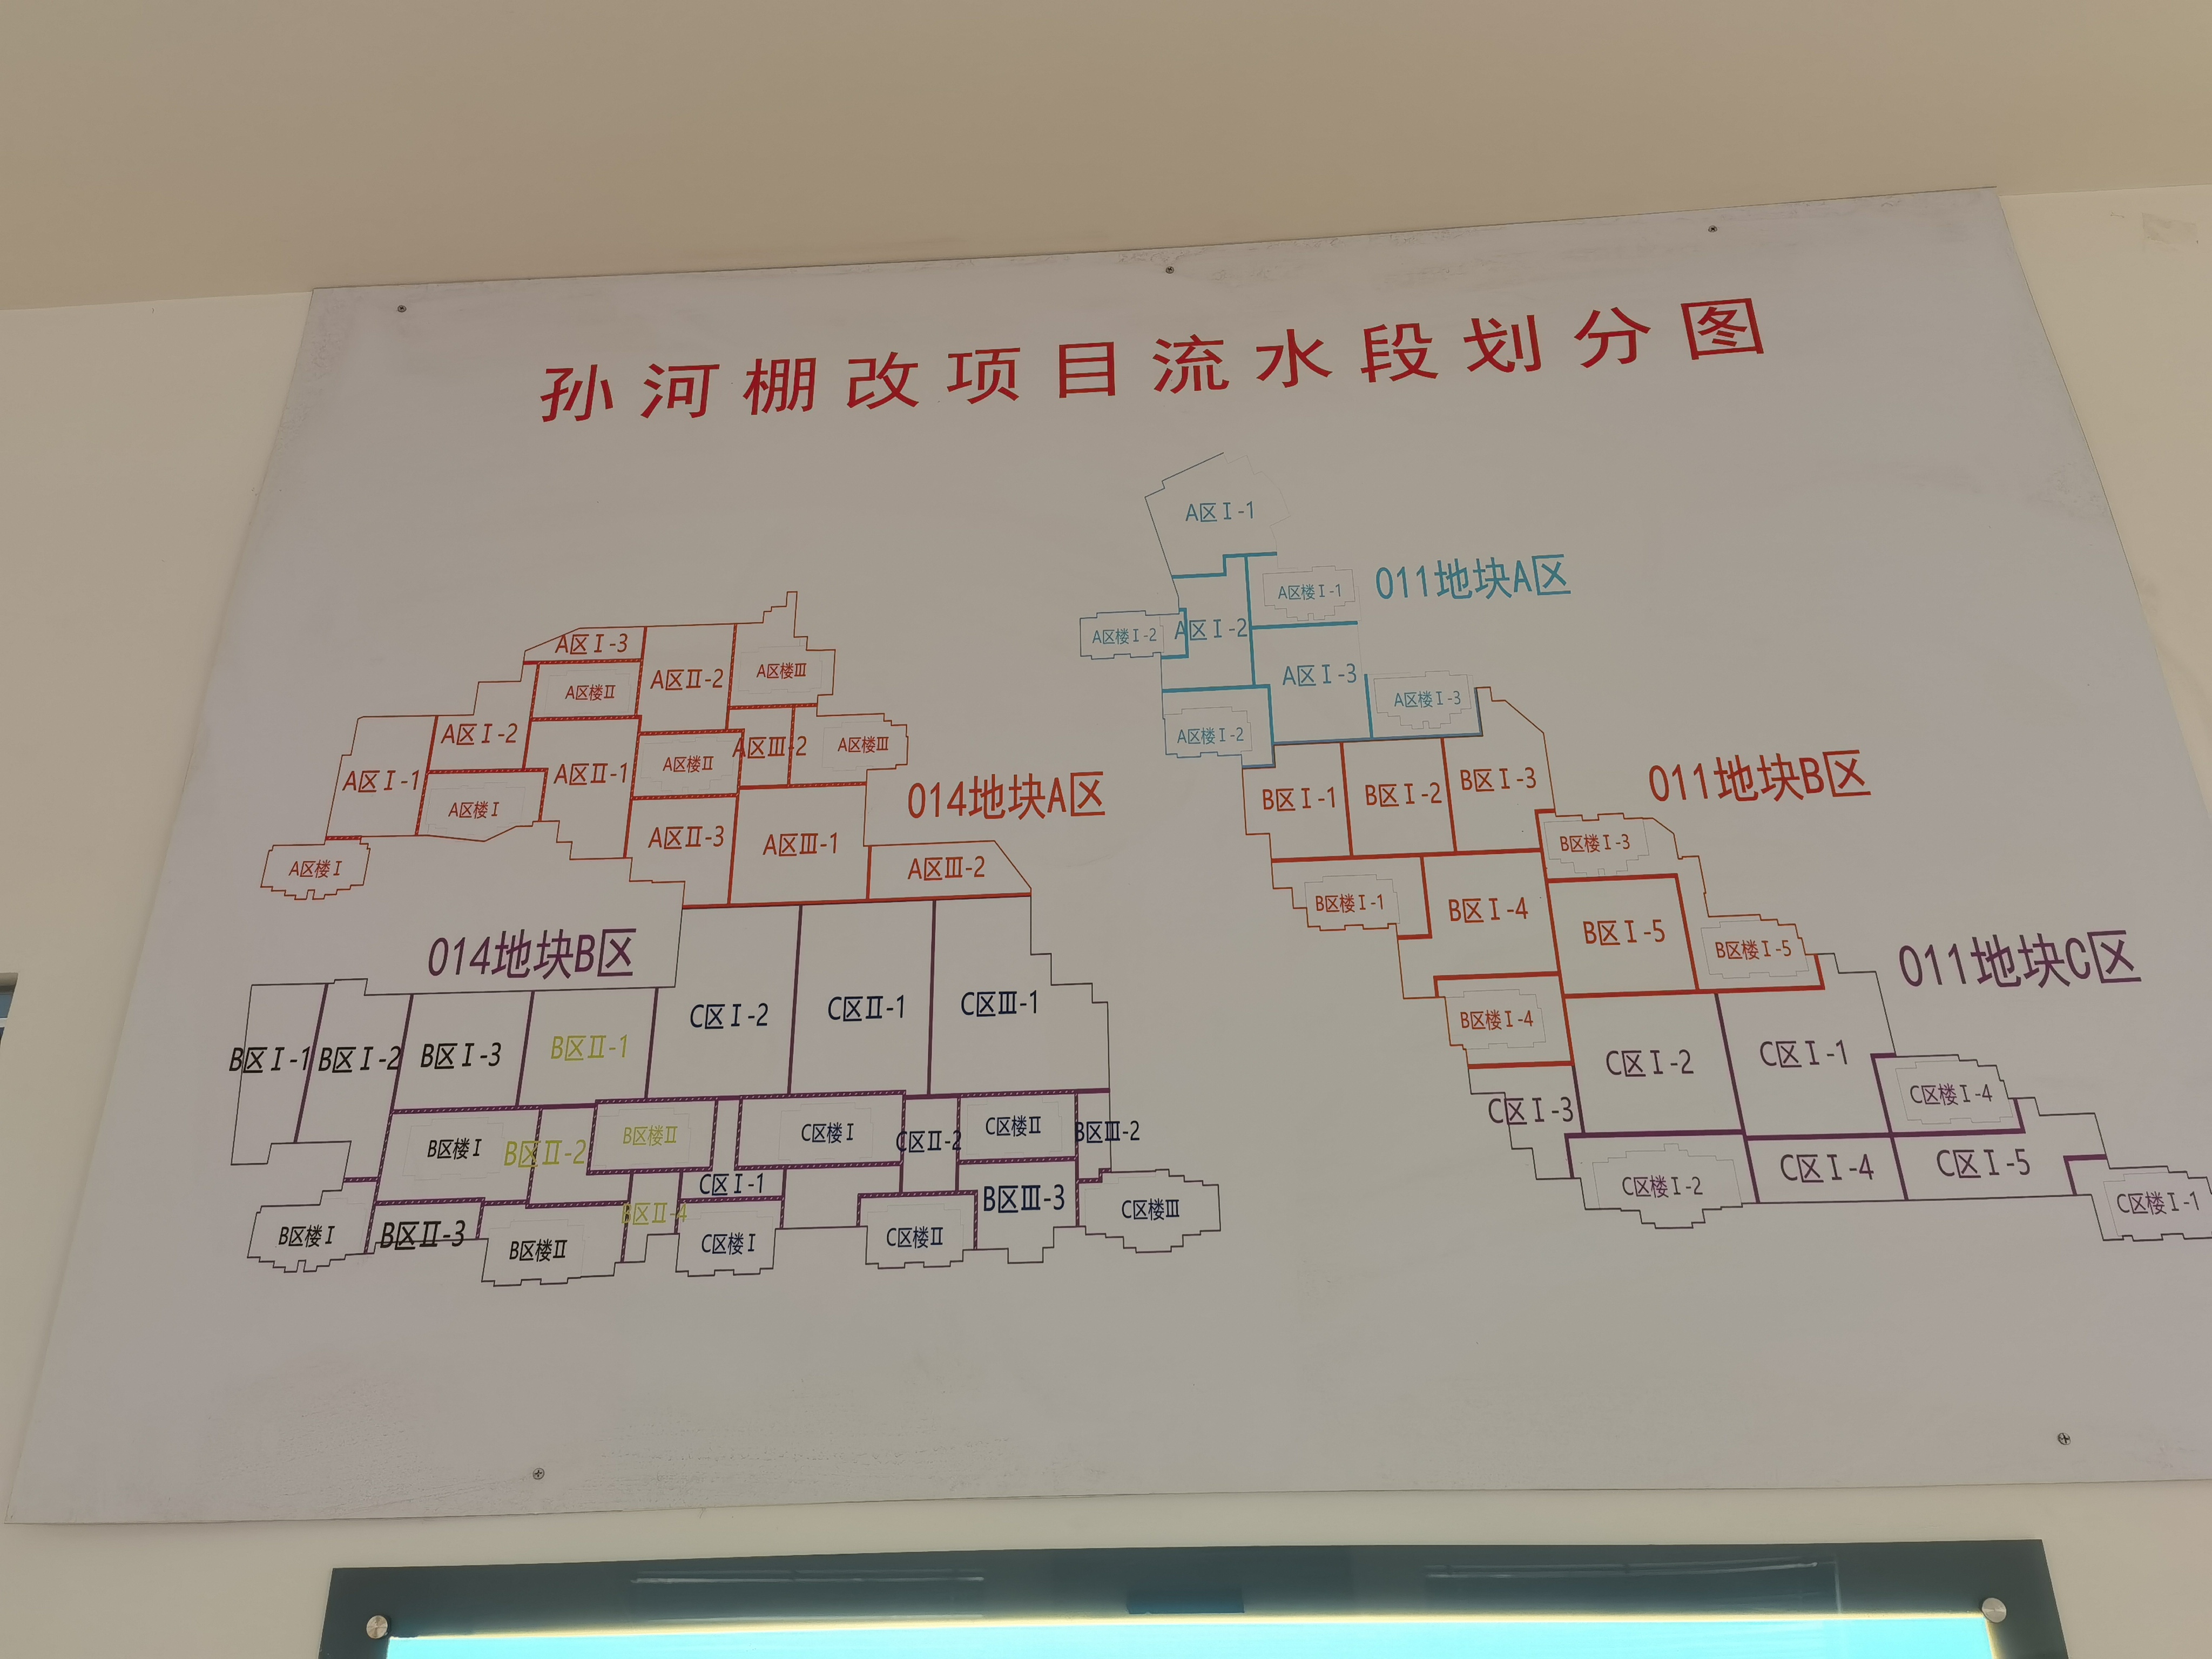 孙河棚改项目流水段划分图
A区Ⅰ-1
011地块A区
A区楼Ⅰ-1
A区楼Ⅰ-2
A区Ⅰ-2
A区Ⅰ-3
A区楼Ⅰ-3
A区楼Ⅰ-2
011地块B区
B区Ⅰ-1
B区Ⅰ-2
B区Ⅰ-3
B区楼Ⅰ-3
B区楼Ⅰ-1
B区Ⅰ-4
B区Ⅰ-5
B区楼Ⅰ-5
B区楼Ⅰ-4
011地块C区
C区Ⅰ-2
C区Ⅰ-1
C区楼Ⅰ-4
C区Ⅰ-3
C区楼Ⅰ-2
C区Ⅰ-4
C区Ⅰ-5
C区楼Ⅰ-1
A区Ⅰ-3
A区楼Ⅱ
A区Ⅱ-2
A区楼Ⅲ
A区Ⅰ-2
A区Ⅰ-1
A区楼Ⅰ
A区Ⅱ-1
A区楼Ⅱ
A区Ⅲ-2
A区楼Ⅲ
014地块A区
A区楼Ⅰ
A区Ⅱ-3
A区Ⅲ-1
A区Ⅲ-2
014地块B区
B区Ⅰ-1
B区Ⅰ-2
B区Ⅰ-3
B区Ⅱ-1
C区Ⅰ-2
C区Ⅱ-1
C区Ⅲ-1
B区楼Ⅰ
B区Ⅱ-2
B区楼Ⅱ
C区楼Ⅰ
C区Ⅱ-2
C区楼Ⅱ
B区Ⅲ-2
C区Ⅰ-1
B区楼Ⅰ
B区Ⅱ-3
B区楼Ⅱ
B区Ⅱ-4
C区楼Ⅰ
C区楼Ⅱ
B区Ⅲ-3
C区楼Ⅲ